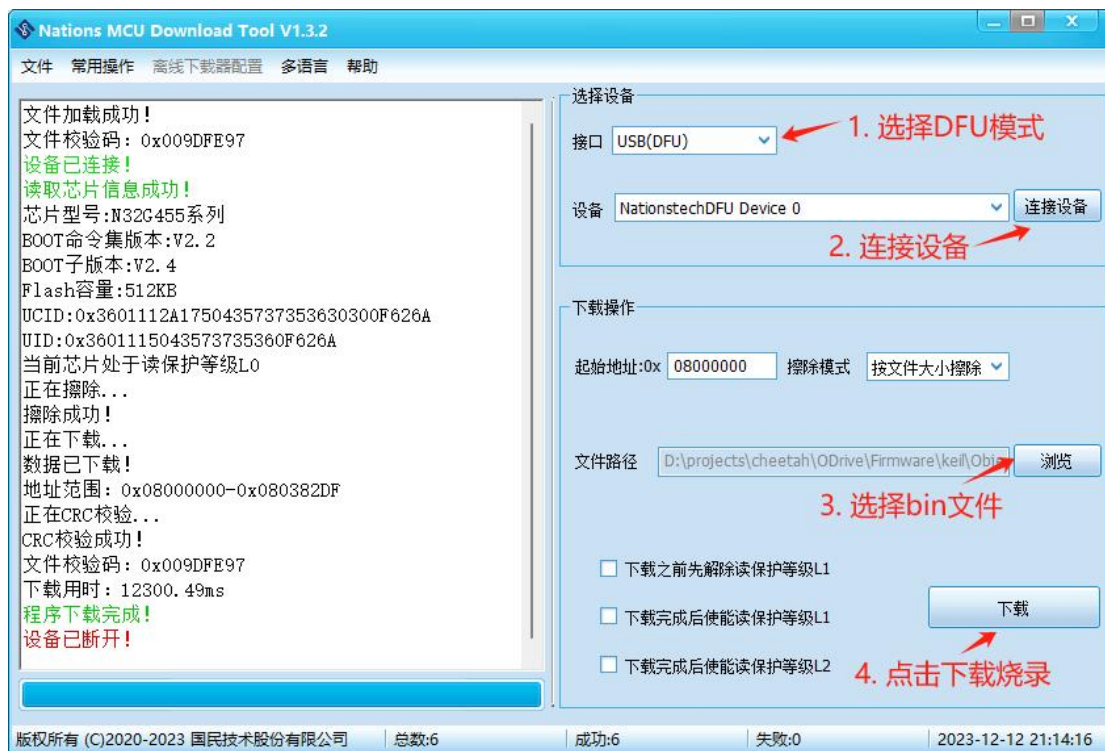 Nations MCU Download Tool V1.3.2
文件 常用操作 离线下载器配置 多语言 帮助
文件加载成功!
文件校验码: 0x009DFE97
设备已连接!
读取芯片信息成功!
芯片型号:N32G455系列
BOOT命令集版本:V2.2
BOOT子版本:V2.4
Flash容量:512KB
UCID:0x3601112A1750435737353630300F626A
UID:0x3601115043573735360F626A
当前芯片处于读保护等级L0
正在擦除...
擦除成功!
正在下载...
数据已下载!
地址范围: 0x08000000-0x080382DF
正在CRC校验...
CRC校验成功!
文件校验码: 0x009DFE97
下载用时: 12300.49ms
程序下载完成!
设备已断开!
选择设备
接口 USB(DFU)
1. 选择DFU模式
设备 NationstechDFU Device 0 连接设备
2. 连接设备
下载操作
起始地址:0x 08000000 擦除模式 按文件大小擦除
文件路径 D:\projects\cheetah\ODrive\Firmware\keil\Obje 浏览
3. 选择bin文件
下载之前先解除读保护等级L1
下载完成后使能读保护等级L1
下载
下载完成后使能读保护等级L2
4. 点击下载烧录
版权所有 (C)2020-2023 国民技术股份有限公司 总数:6 成功:6 失败:0 2023-12-12 21:14:16